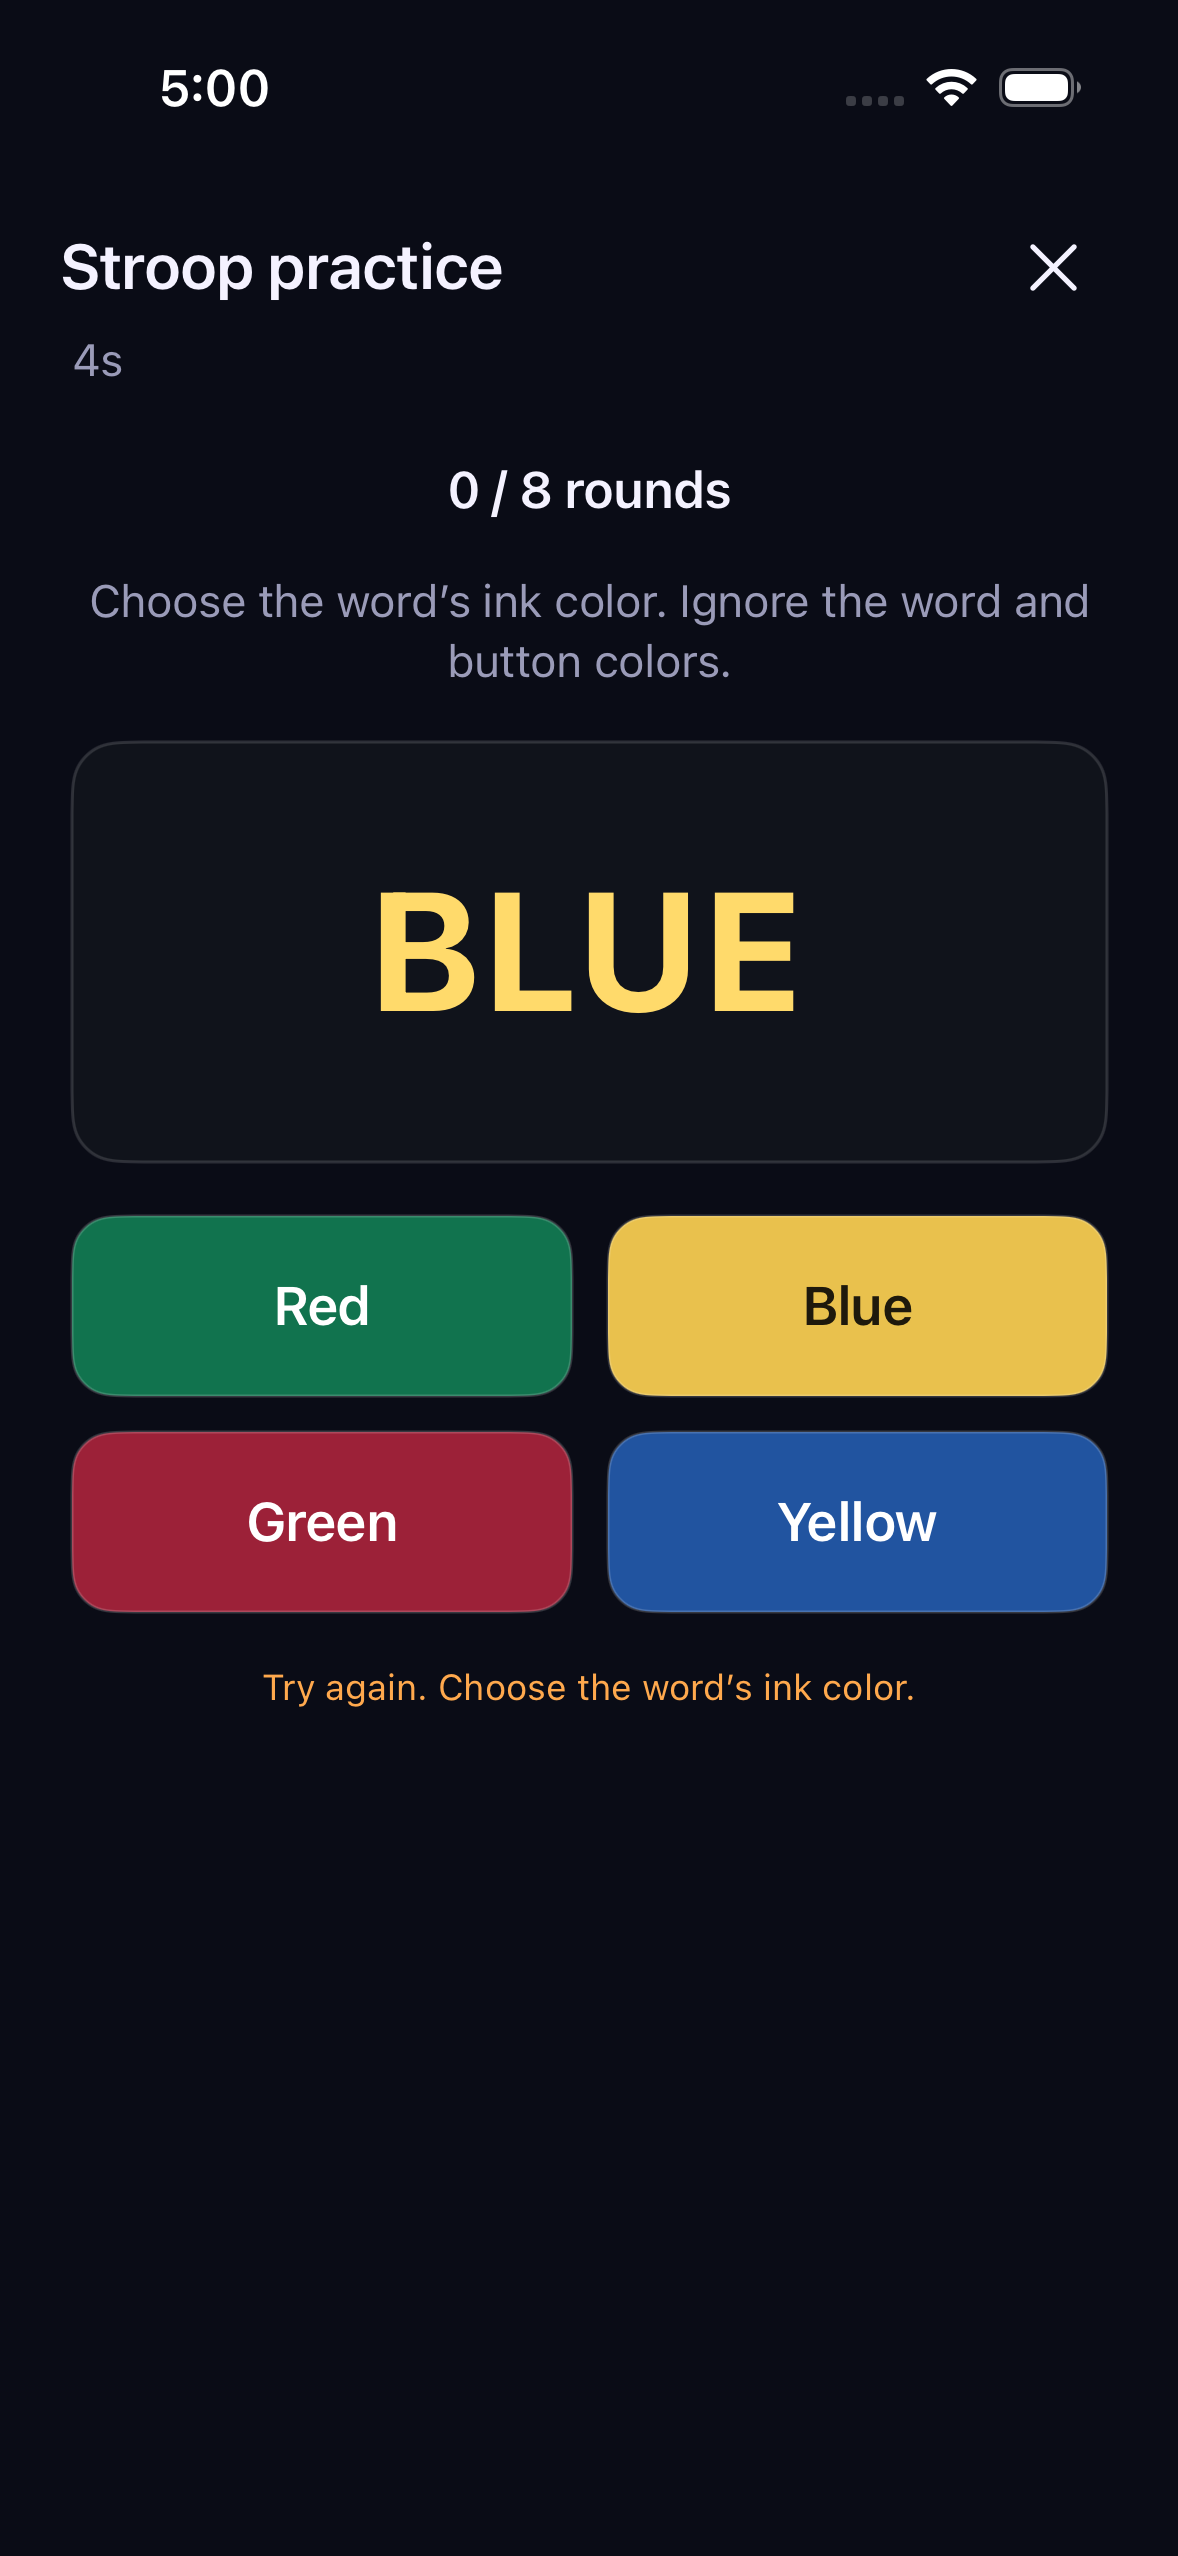 5:00
Stroop practice
4s
0 / 8 rounds
Choose the word’s ink color. Ignore the word and
button colors.
BLUE
Red
Blue
Green
Yellow
Try again. Choose the word’s ink color.